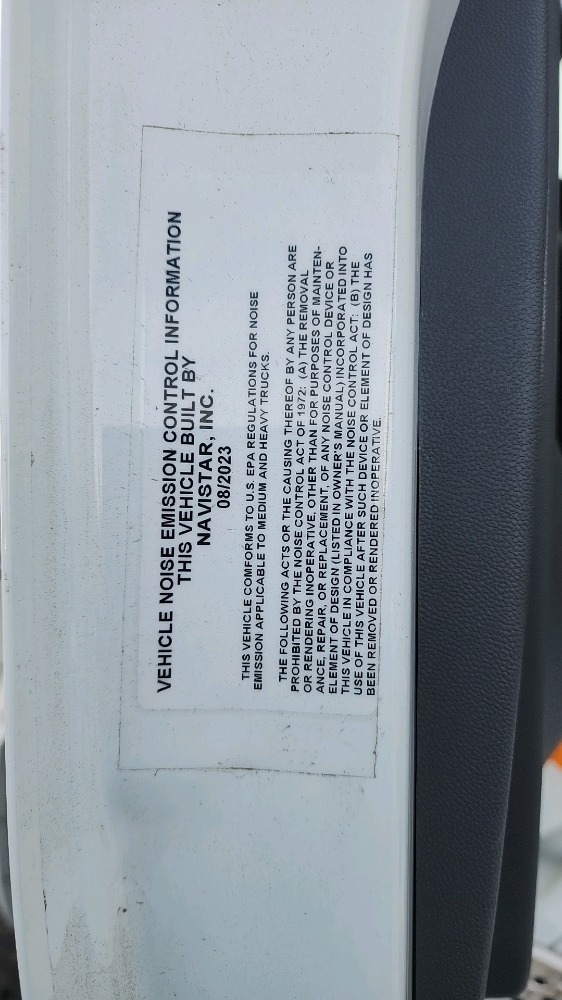 VEHICLE NOISE EMISSION CONTROL INFORMATION
THIS VEHICLE BUILT BY
NAVISTAR, INC.
08/2023
THIS VEHICLE COMFORMS TO U.S. EPA REGULATIONS FOR NOISE
EMISSION APPLICABLE TO MEDIUM AND HEAVY TRUCKS.
THE FOLLOWING ACTS OR THE CAUSING THEREOF BY ANY PERSON ARE
PROHIBITED BY THE NOISE CONTROL ACT OF 1972: (A) THE REMOVAL
OR RENDERING INOPERATIVE, OTHER THAN FOR PURPOSES OF MAINTEN-
ANCE, REPAIR, OR REPLACEMENT, OF ANY NOISE CONTROL DEVICE OR
ELEMENT OF DESIGN (LISTED IN OWNER'S MANUAL) INCORPORATED INTO
THIS VEHICLE IN COMPLIANCE WITH THE NOISE CONTROL ACT: (B) THE
USE OF THIS VEHICLE AFTER SUCH DEVICE OR ELEMENT OF DESIGN HAS
BEEN REMOVED OR RENDERED INOPERATIVE.